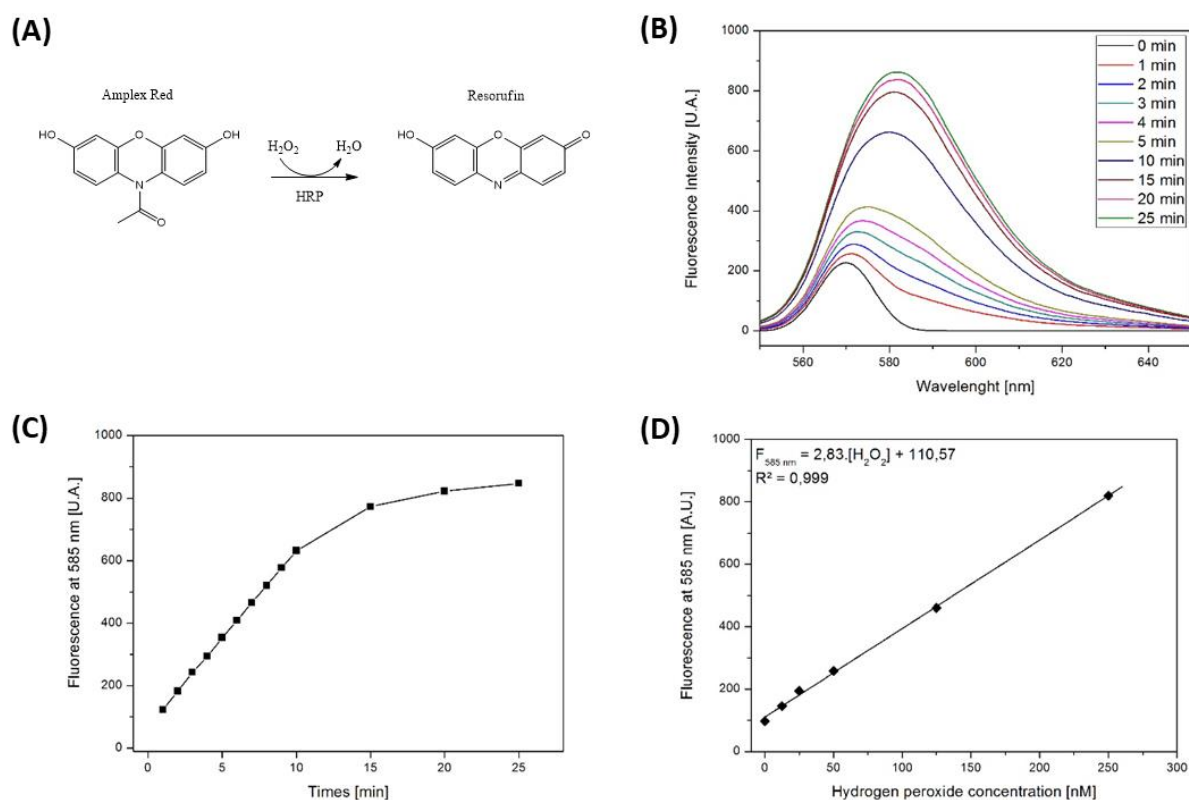 (A)
Amplex Red
Resorufin
HO
O
OH
N
O
H₂O₂
H₂O
HRP
HO
O
O
N
(B)
1000
800
600
400
200
0
560
580
600
620
640
Fluorescence Intensity [U.A.]
Wavelenght [nm]
0 min
1 min
2 min
3 min
4 min
5 min
10 min
15 min
20 min
25 min
(C)
1000
800
600
400
200
0
0
5
10
15
20
25
Fluorescence at 585 nm [U.A.]
Times [min]
(D)
F585 nm = 2,83.[H₂O₂] + 110,57
R² = 0,999
1000
800
600
400
200
0
0
50
100
150
200
250
300
Fluorescence at 585 nm [A.U.]
Hydrogen peroxide concentration [nM]